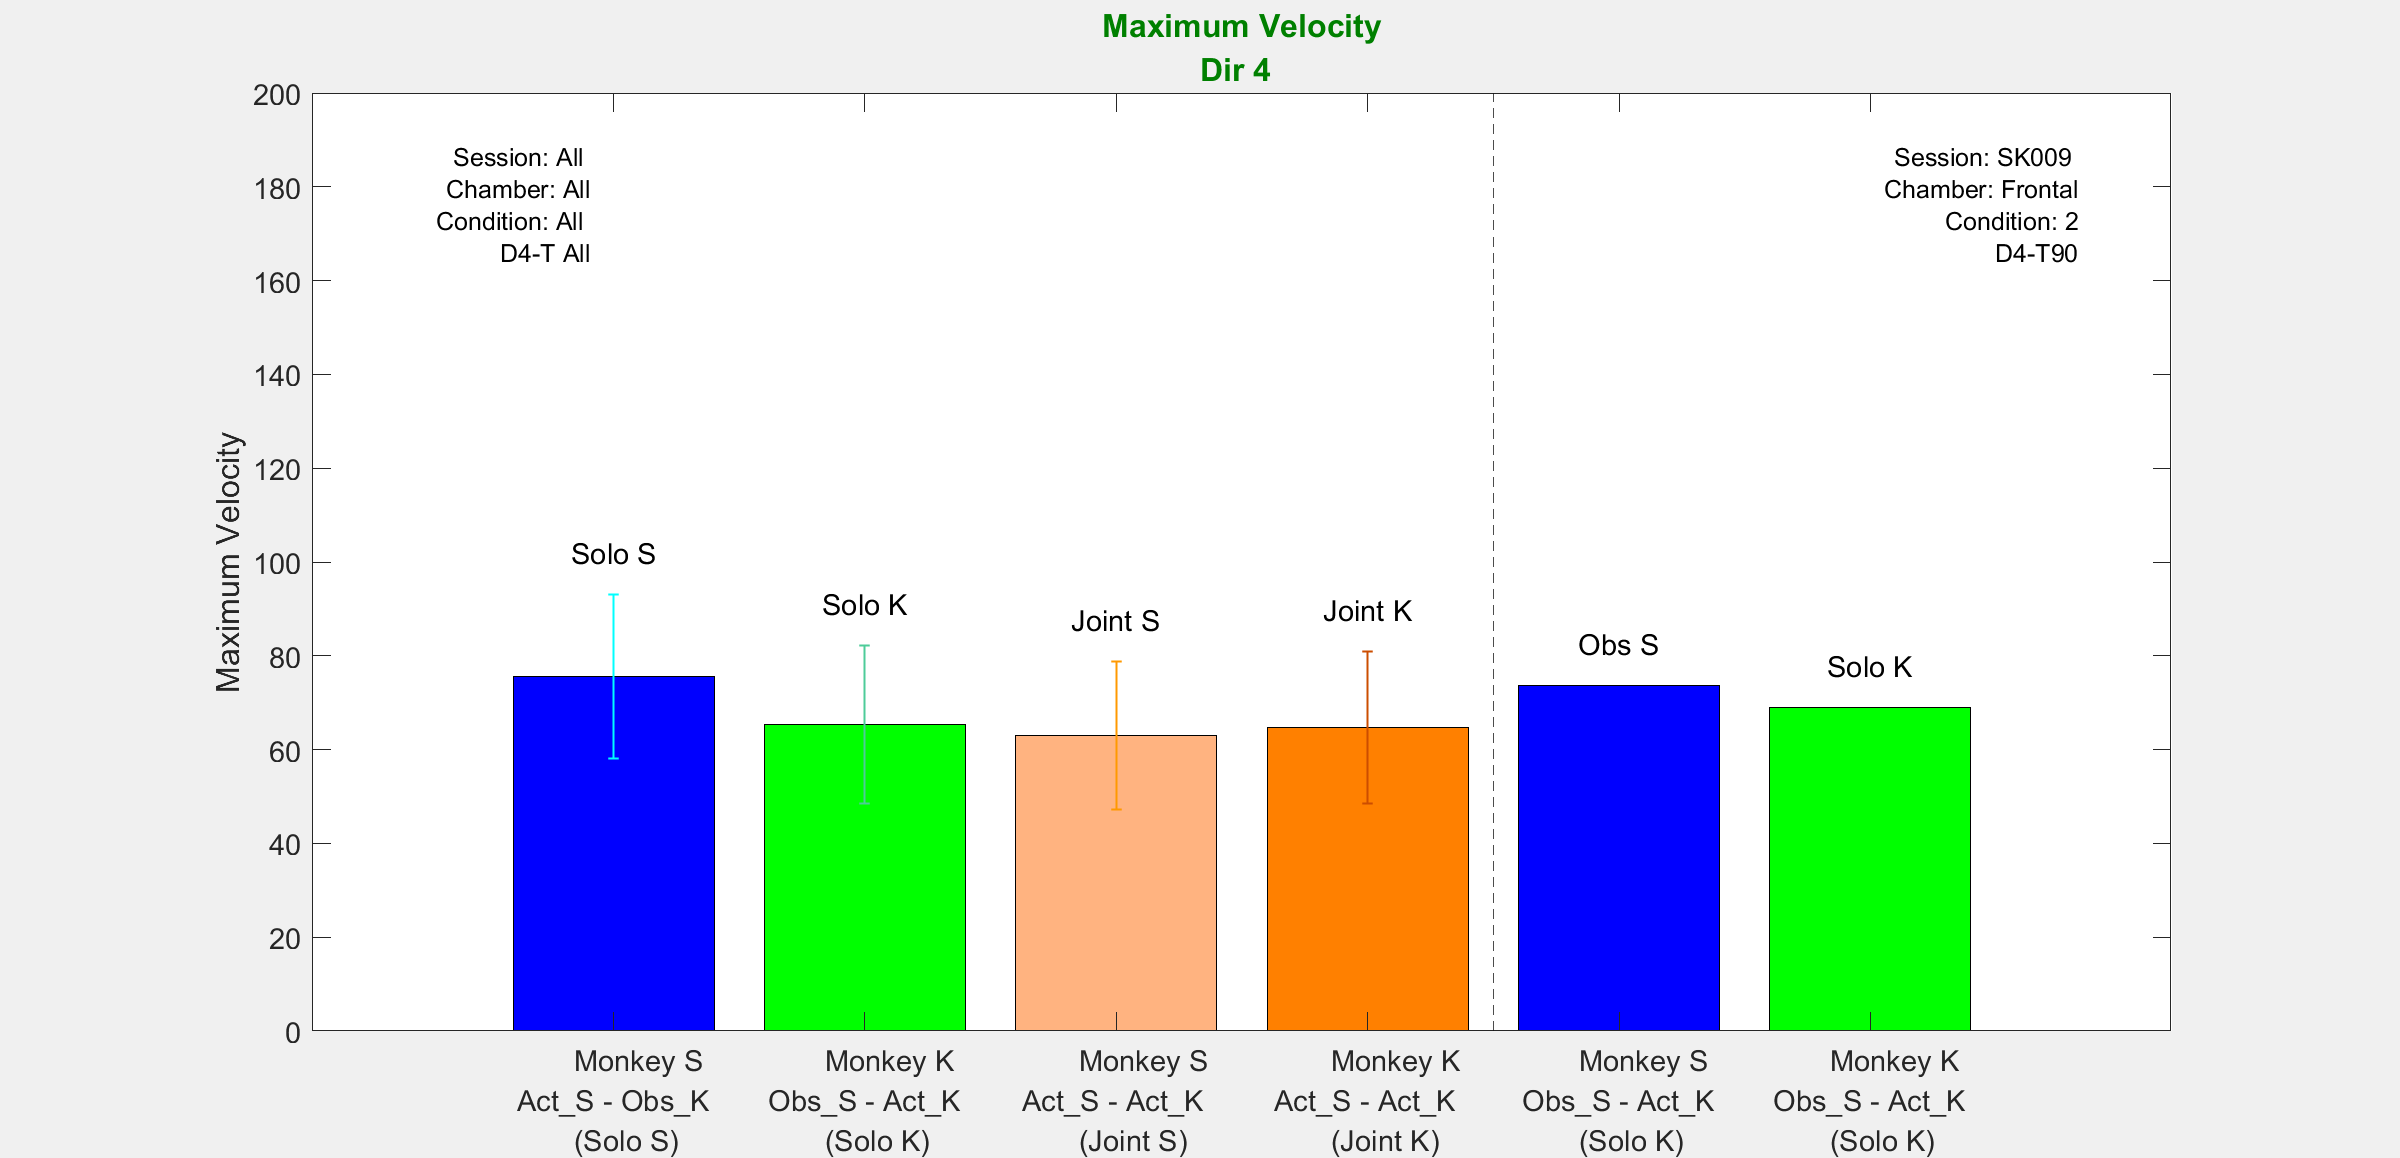 Maximum Velocity
Dir 4
Session: All
Chamber: All
Condition: All
D4-T All
Session: SK009
Chamber: Frontal
Condition: 2
D4-T90
Maximum Velocity
200
180
160
140
120
100
80
60
40
20
0
Solo S
Solo K
Joint S
Joint K
Obs S
Solo K
Monkey S
Act_S - Obs_K
(Solo S)
Monkey K
Obs_S - Act_K
(Solo K)
Monkey S
Act_S - Act_K
(Joint S)
Monkey K
Act_S - Act_K
(Joint K)
Monkey S
Obs_S - Act_K
(Solo K)
Monkey K
Obs_S - Act_K
(Solo K)